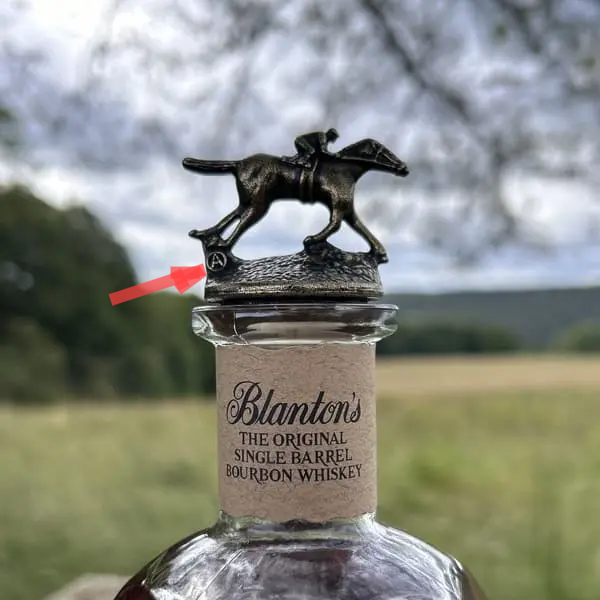 A
Blanton's
THE ORIGINAL
SINGLE BARREL
BOURBON WHISKEY